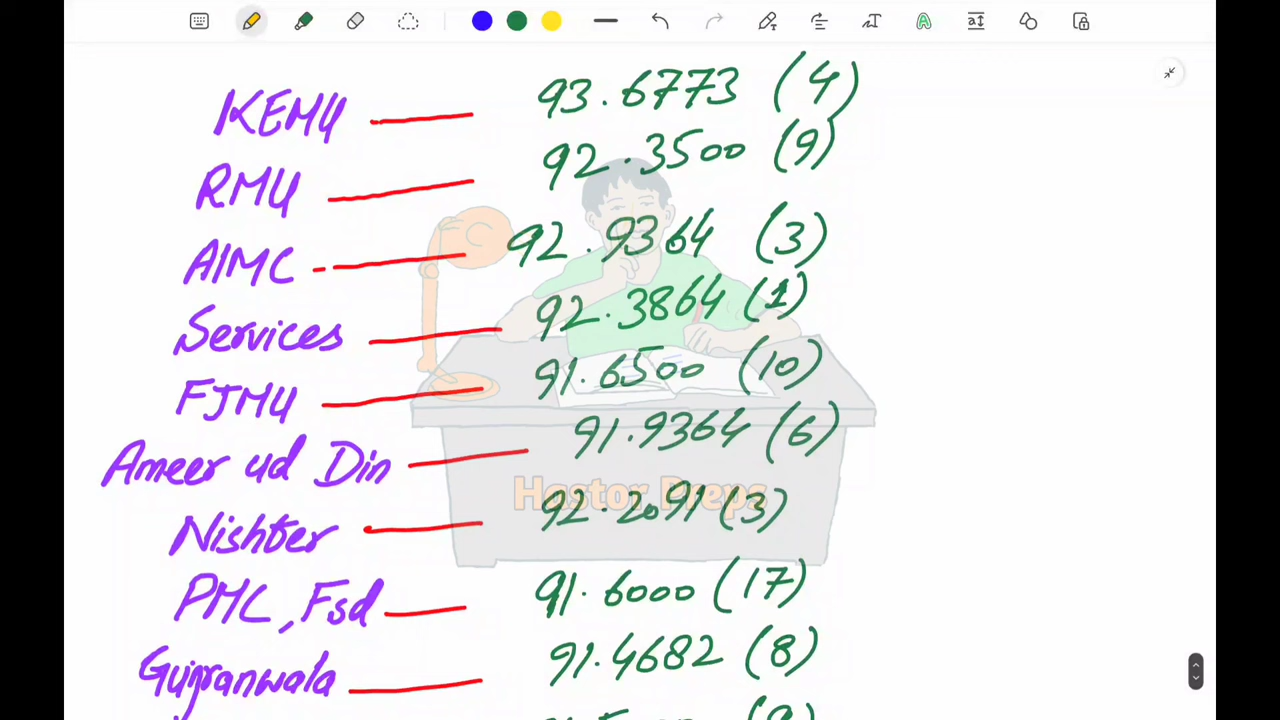 KEMU 93.6773 (4)
RMU 92.3500 (9)
AIMC 92.9364 (3)
Services 92.3864 (1)
FJMU 91.6500 (10)
Ameer ud Din 91.9364 (6)
Hastor Preps
Nishter 92.2091 (3)
PMC, Fsd 91.6000 (17)
Gujranwala 91.4682 (8)